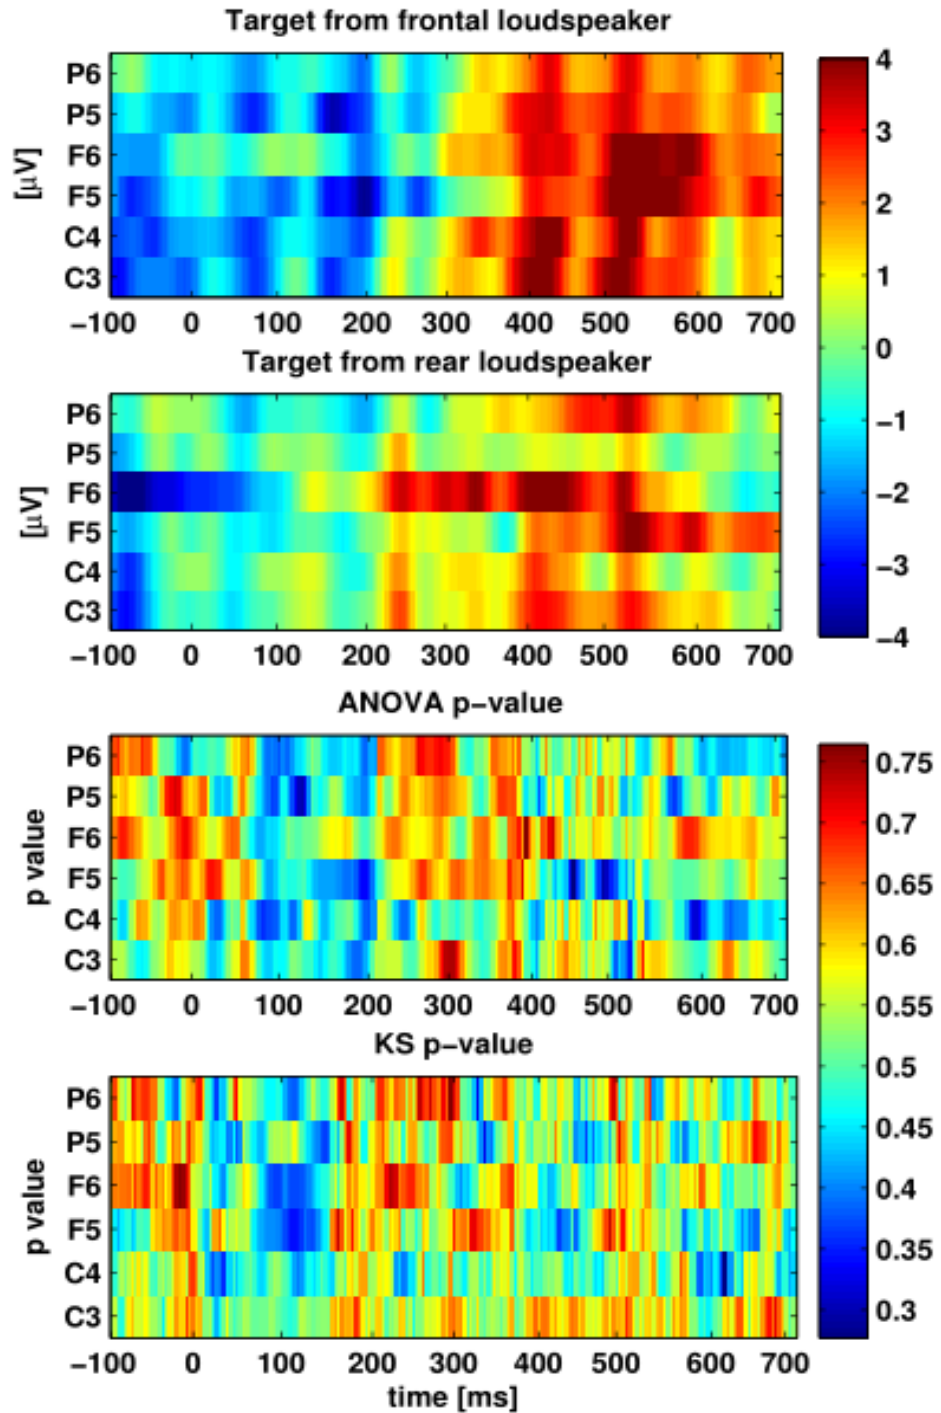 Target from frontal loudspeaker
P6
P5
F6
F5
C4
C3
[μV]
−100 0 100 200 300 400 500 600 700
4
3
2
1
0
−1
−2
−3
−4
Target from rear loudspeaker
P6
P5
F6
F5
C4
C3
[μV]
−100 0 100 200 300 400 500 600 700
ANOVA p−value
P6
P5
F6
F5
C4
C3
p value
−100 0 100 200 300 400 500 600 700
0.75
0.7
0.65
0.6
0.55
0.5
0.45
0.4
0.35
0.3
KS p−value
P6
P5
F6
F5
C4
C3
p value
−100 0 100 200 300 400 500 600 700
time [ms]